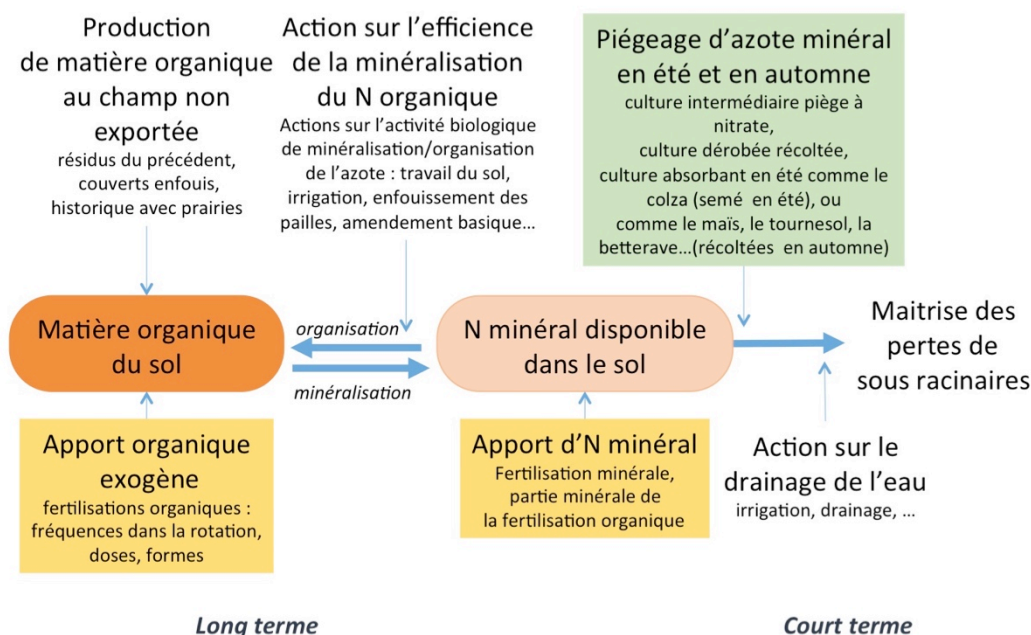 Production
de matière organique
au champ non
exportée
résidus du précédent,
couverts enfouis,
historique avec prairies
Action sur l'efficience
de la minéralisation
du N organique
Actions sur l'activité biologique
de minéralisation/organisation
de l'azote : travail du sol,
irrigation, enfouissement des
pailles, amendement basique…
Piégeage d'azote minéral
en été et en automne
culture intermédiaire piège à
nitrate,
culture dérobée récoltée,
culture absorbant en été comme le
colza (semé en été), ou
comme le maïs, le tournesol, la
betterave…(récoltées en automne)
Matière organique
du sol
organisation
minéralisation
N minéral disponible
dans le sol
Maitrise des
pertes de
sous racinaires
Apport organique
exogène
fertilisations organiques :
fréquences dans la rotation,
doses, formes
Apport d'N minéral
Fertilisation minérale,
partie minérale de
la fertilisation organique
Action sur le
drainage de l'eau
irrigation, drainage, …
Long terme
Court terme